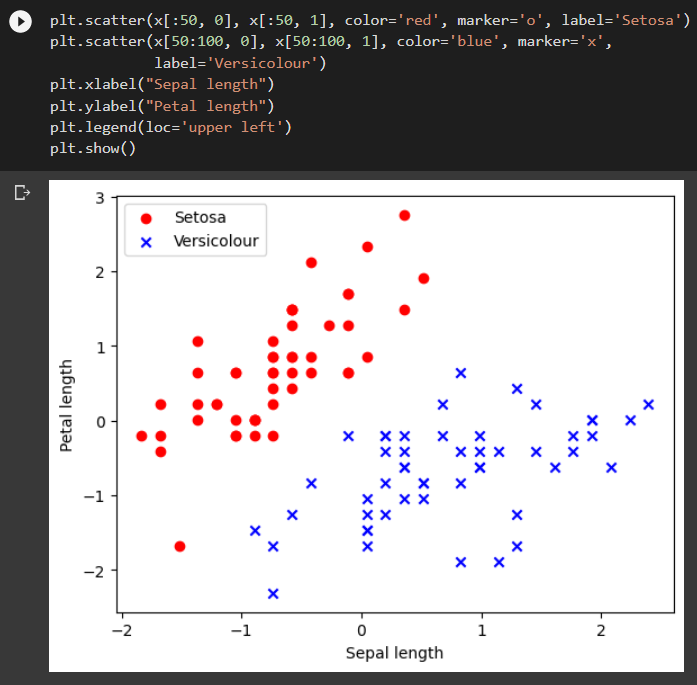 plt.scatter(x[:50, 0], x[:50, 1], color='red', marker='o', label='Setosa')
plt.scatter(x[50:100, 0], x[50:100, 1], color='blue', marker='x',
            label='Versicolour')
plt.xlabel("Sepal length")
plt.ylabel("Petal length")
plt.legend(loc='upper left')
plt.show()
Setosa
Versicolour
3
2
1
0
−1
−2
Petal length
−2 −1 0 1 2
Sepal length